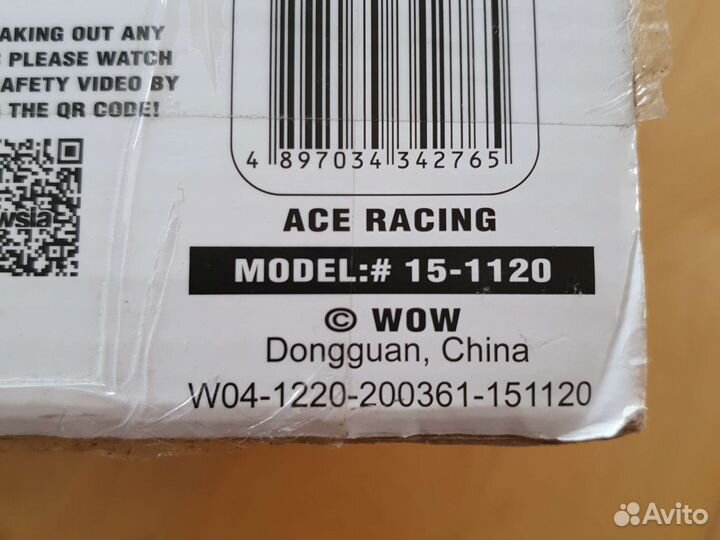 AKING OUT ANY
PLEASE WATCH
AFETY VIDEO BY
THE QR CODE!
wsia
4 897034 342765
ACE RACING
MODEL:# 15-1120
© WOW
Dongguan, China
W04-1220-200361-151120
Avito